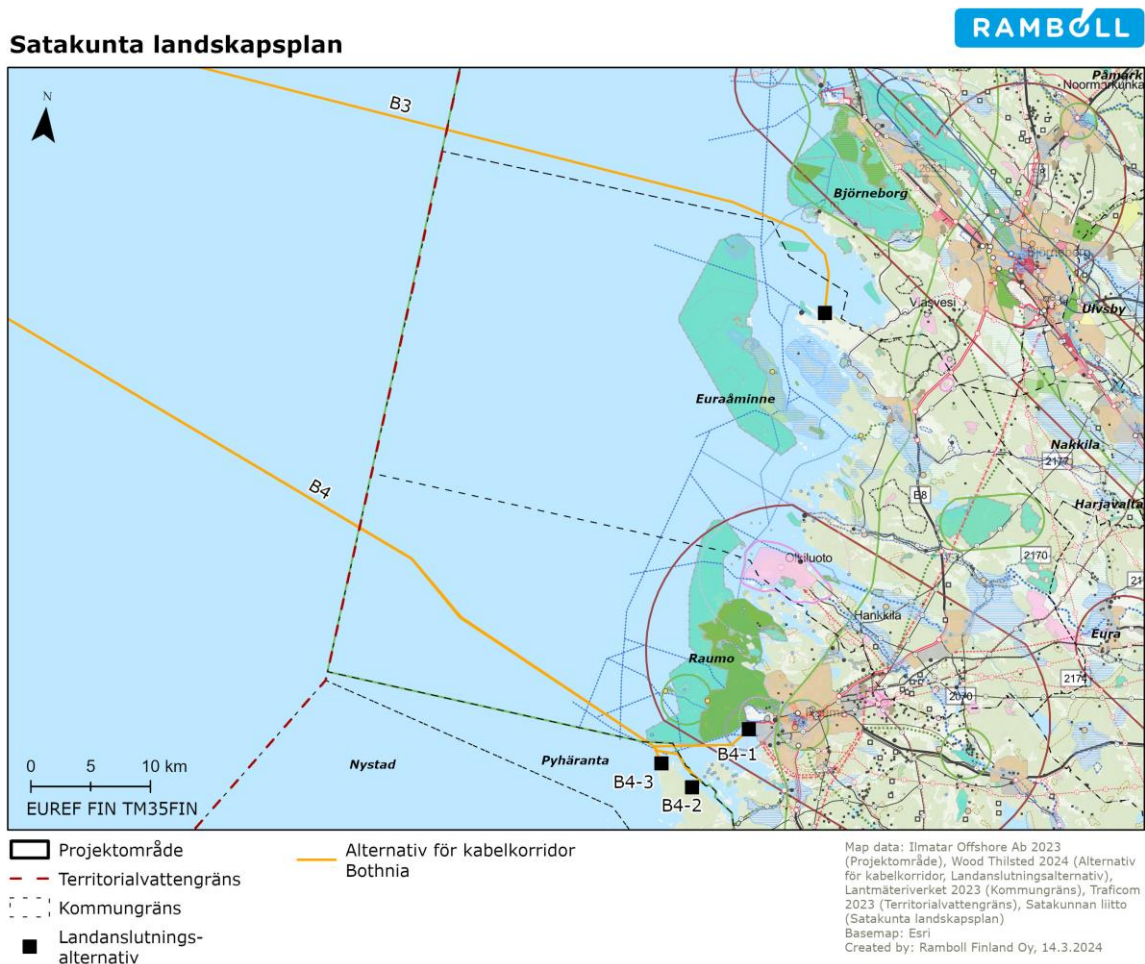 RAMBOLL
Satakunta landskapsplan
Påmark
Noormarkunka
N
B3
Björneborg
Björneborg
Viasvesi
Ulvsby
Euraåminne
Nakkila
2177
B4
E8
Harjavalta
Olkiluoto
2170
Hankkila
Eura
Raumo
2174
2070
B4-1
0 5 10 km
Nystad
Pyhäranta
B4-3
B4-2
EUREF FIN TM35FIN
Projektområde
Territorialvattengräns
Kommungräns
Landanslutnings-
alternativ
Alternativ för kabelkorridor
Bothnia
Map data: Ilmatar Offshore Ab 2023
(Projektområde), Wood Thilsted 2024 (Alternativ
för kabelkorridor, Landanslutningsalternativ),
Lantmäteriverket 2023 (Kommungräns), Traficom
2023 (Territorialvattengräns), Satakunnan liitto
(Satakunta landskapsplan)
Basemap: Esri
Created by: Ramboll Finland Oy, 14.3.2024